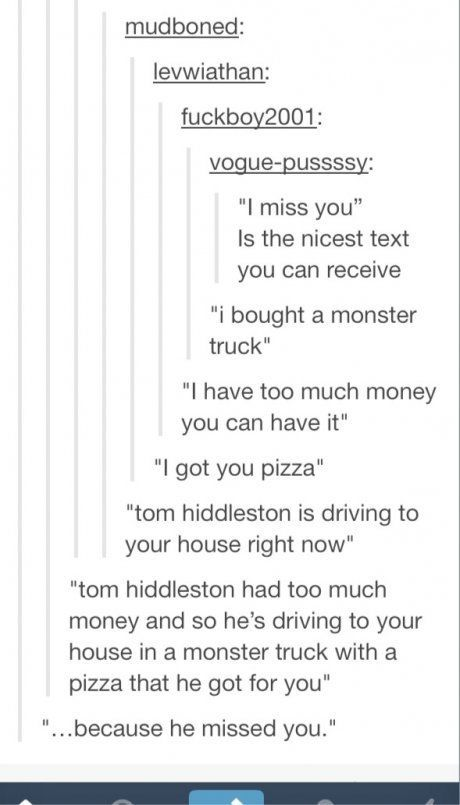 mudboned:
levwiathan:
fuckboy2001:
vogue-pussssy:
"I miss you”
Is the nicest text
you can receive
"i bought a monster
truck"
"I have too much money
you can have it"
"I got you pizza"
"tom hiddleston is driving to
your house right now"
"tom hiddleston had too much
money and so he’s driving to your
house in a monster truck with a
pizza that he got for you"
"...because he missed you."